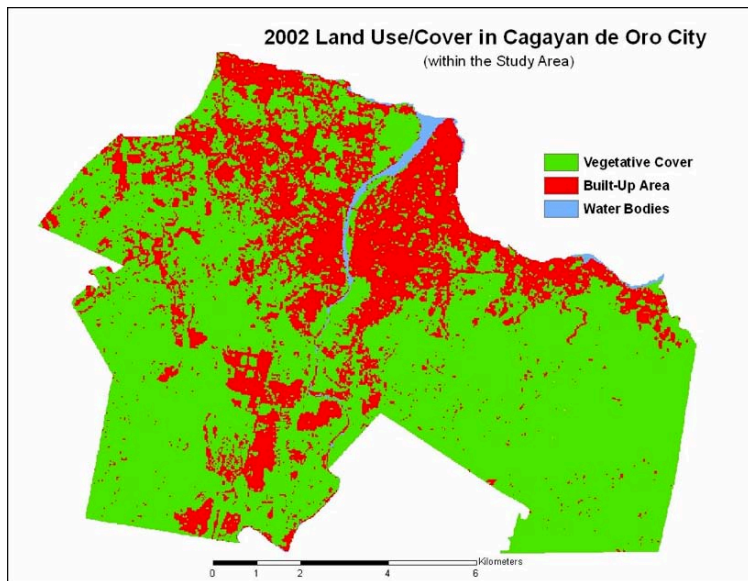 2002 Land Use/Cover in Cagayan de Oro City
(within the Study Area)
Vegetative Cover
Built-Up Area
Water Bodies
Kilometers
0 1 2 4 6